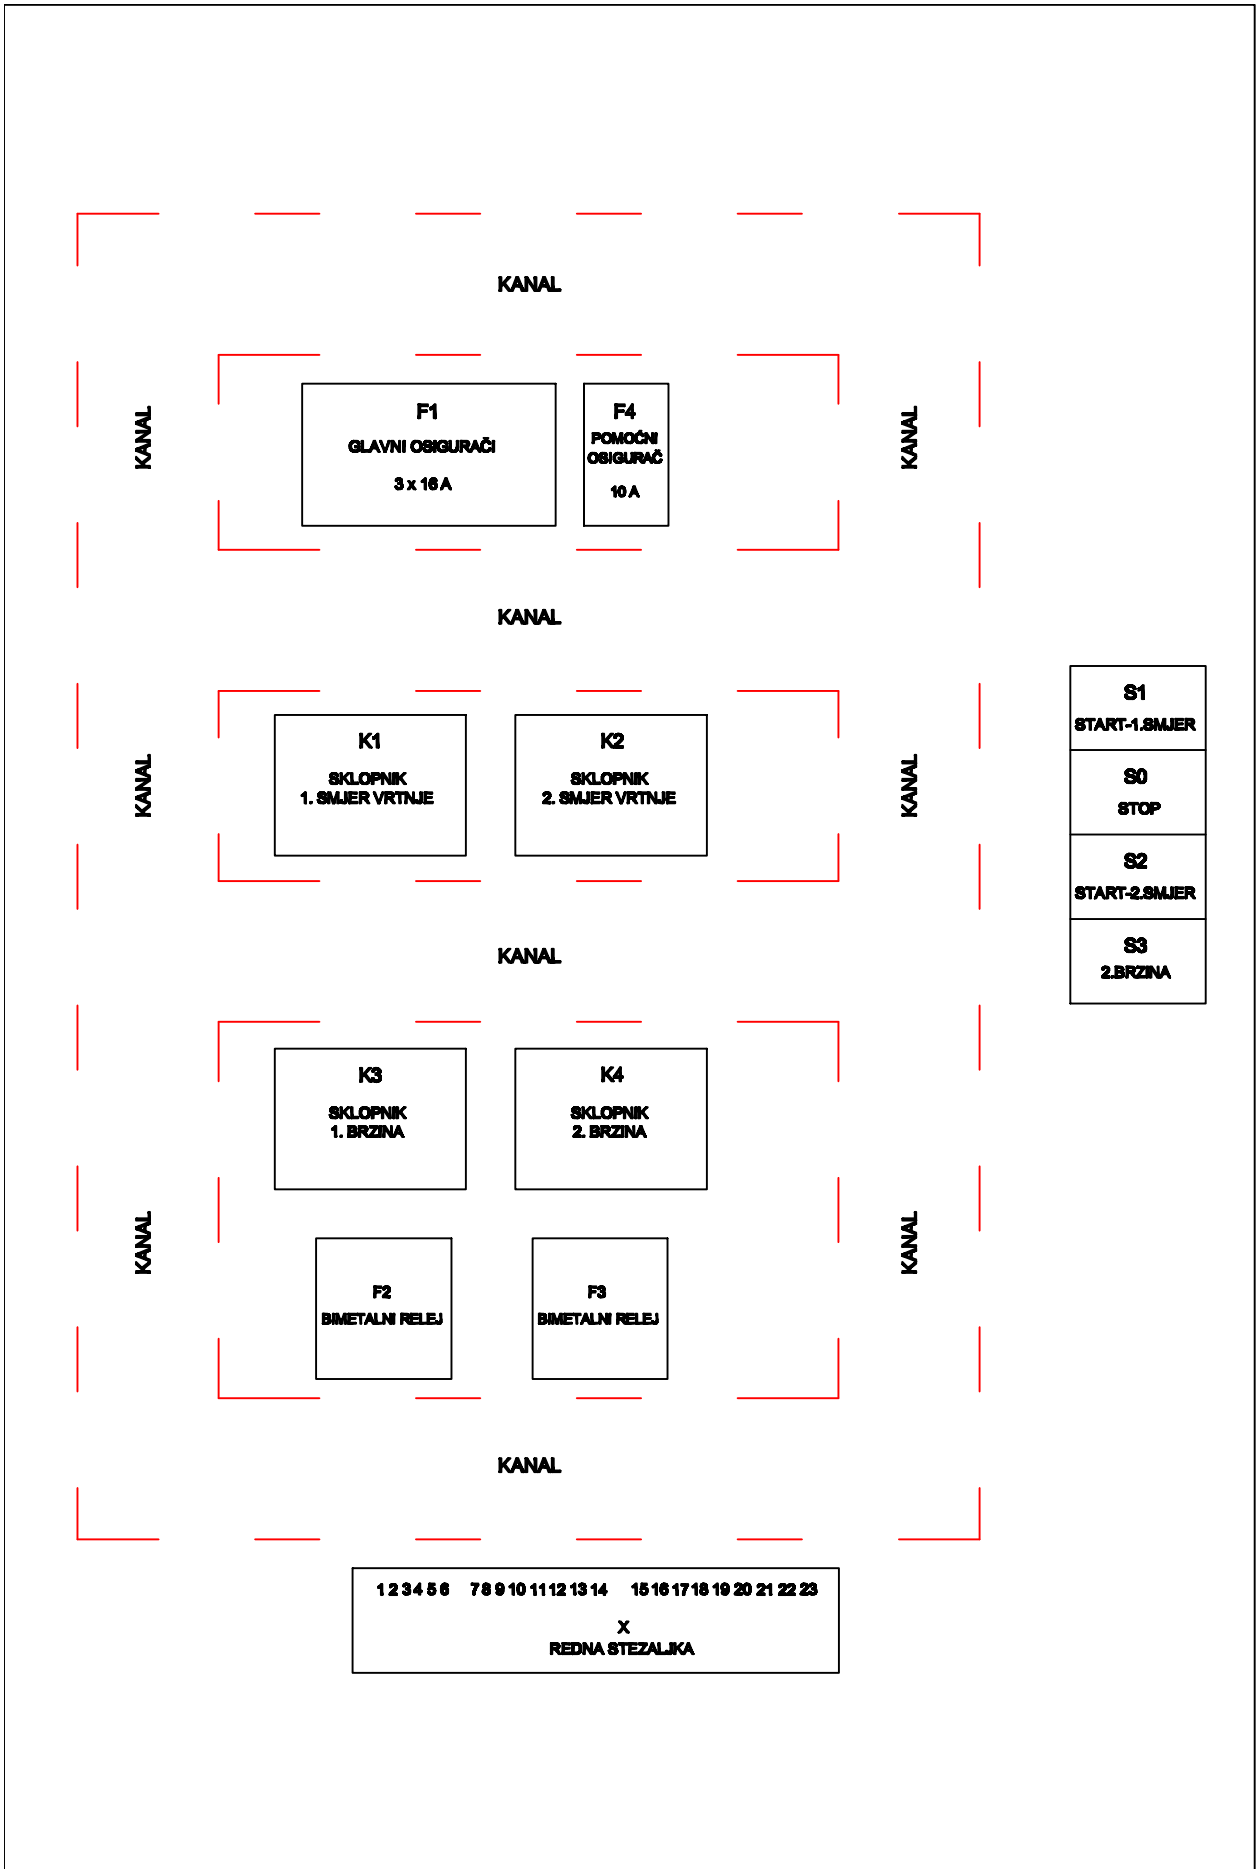 KANAL
KANAL
F1
GLAVNI OSIGURAČI
3 x 16 A
F4
POMOĆNI
OSIGURAČ
10 A
KANAL
KANAL
KANAL
K1
SKLOPNIK
1. SMJER VRTNJE
K2
SKLOPNIK
2. SMJER VRTNJE
KANAL
S1
START-1.SMJER
S0
STOP
S2
START-2.SMJER
S3
2.BRZINA
KANAL
KANAL
K3
SKLOPNIK
1. BRZINA
K4
SKLOPNIK
2. BRZINA
F2
BIMETALNI RELEJ
F3
BIMETALNI RELEJ
KANAL
KANAL
1 2 3 4 5 6 7 8 9 10 11 12 13 14 15 16 17 18 19 20 21 22 23
X
REDNA STEZALJKA